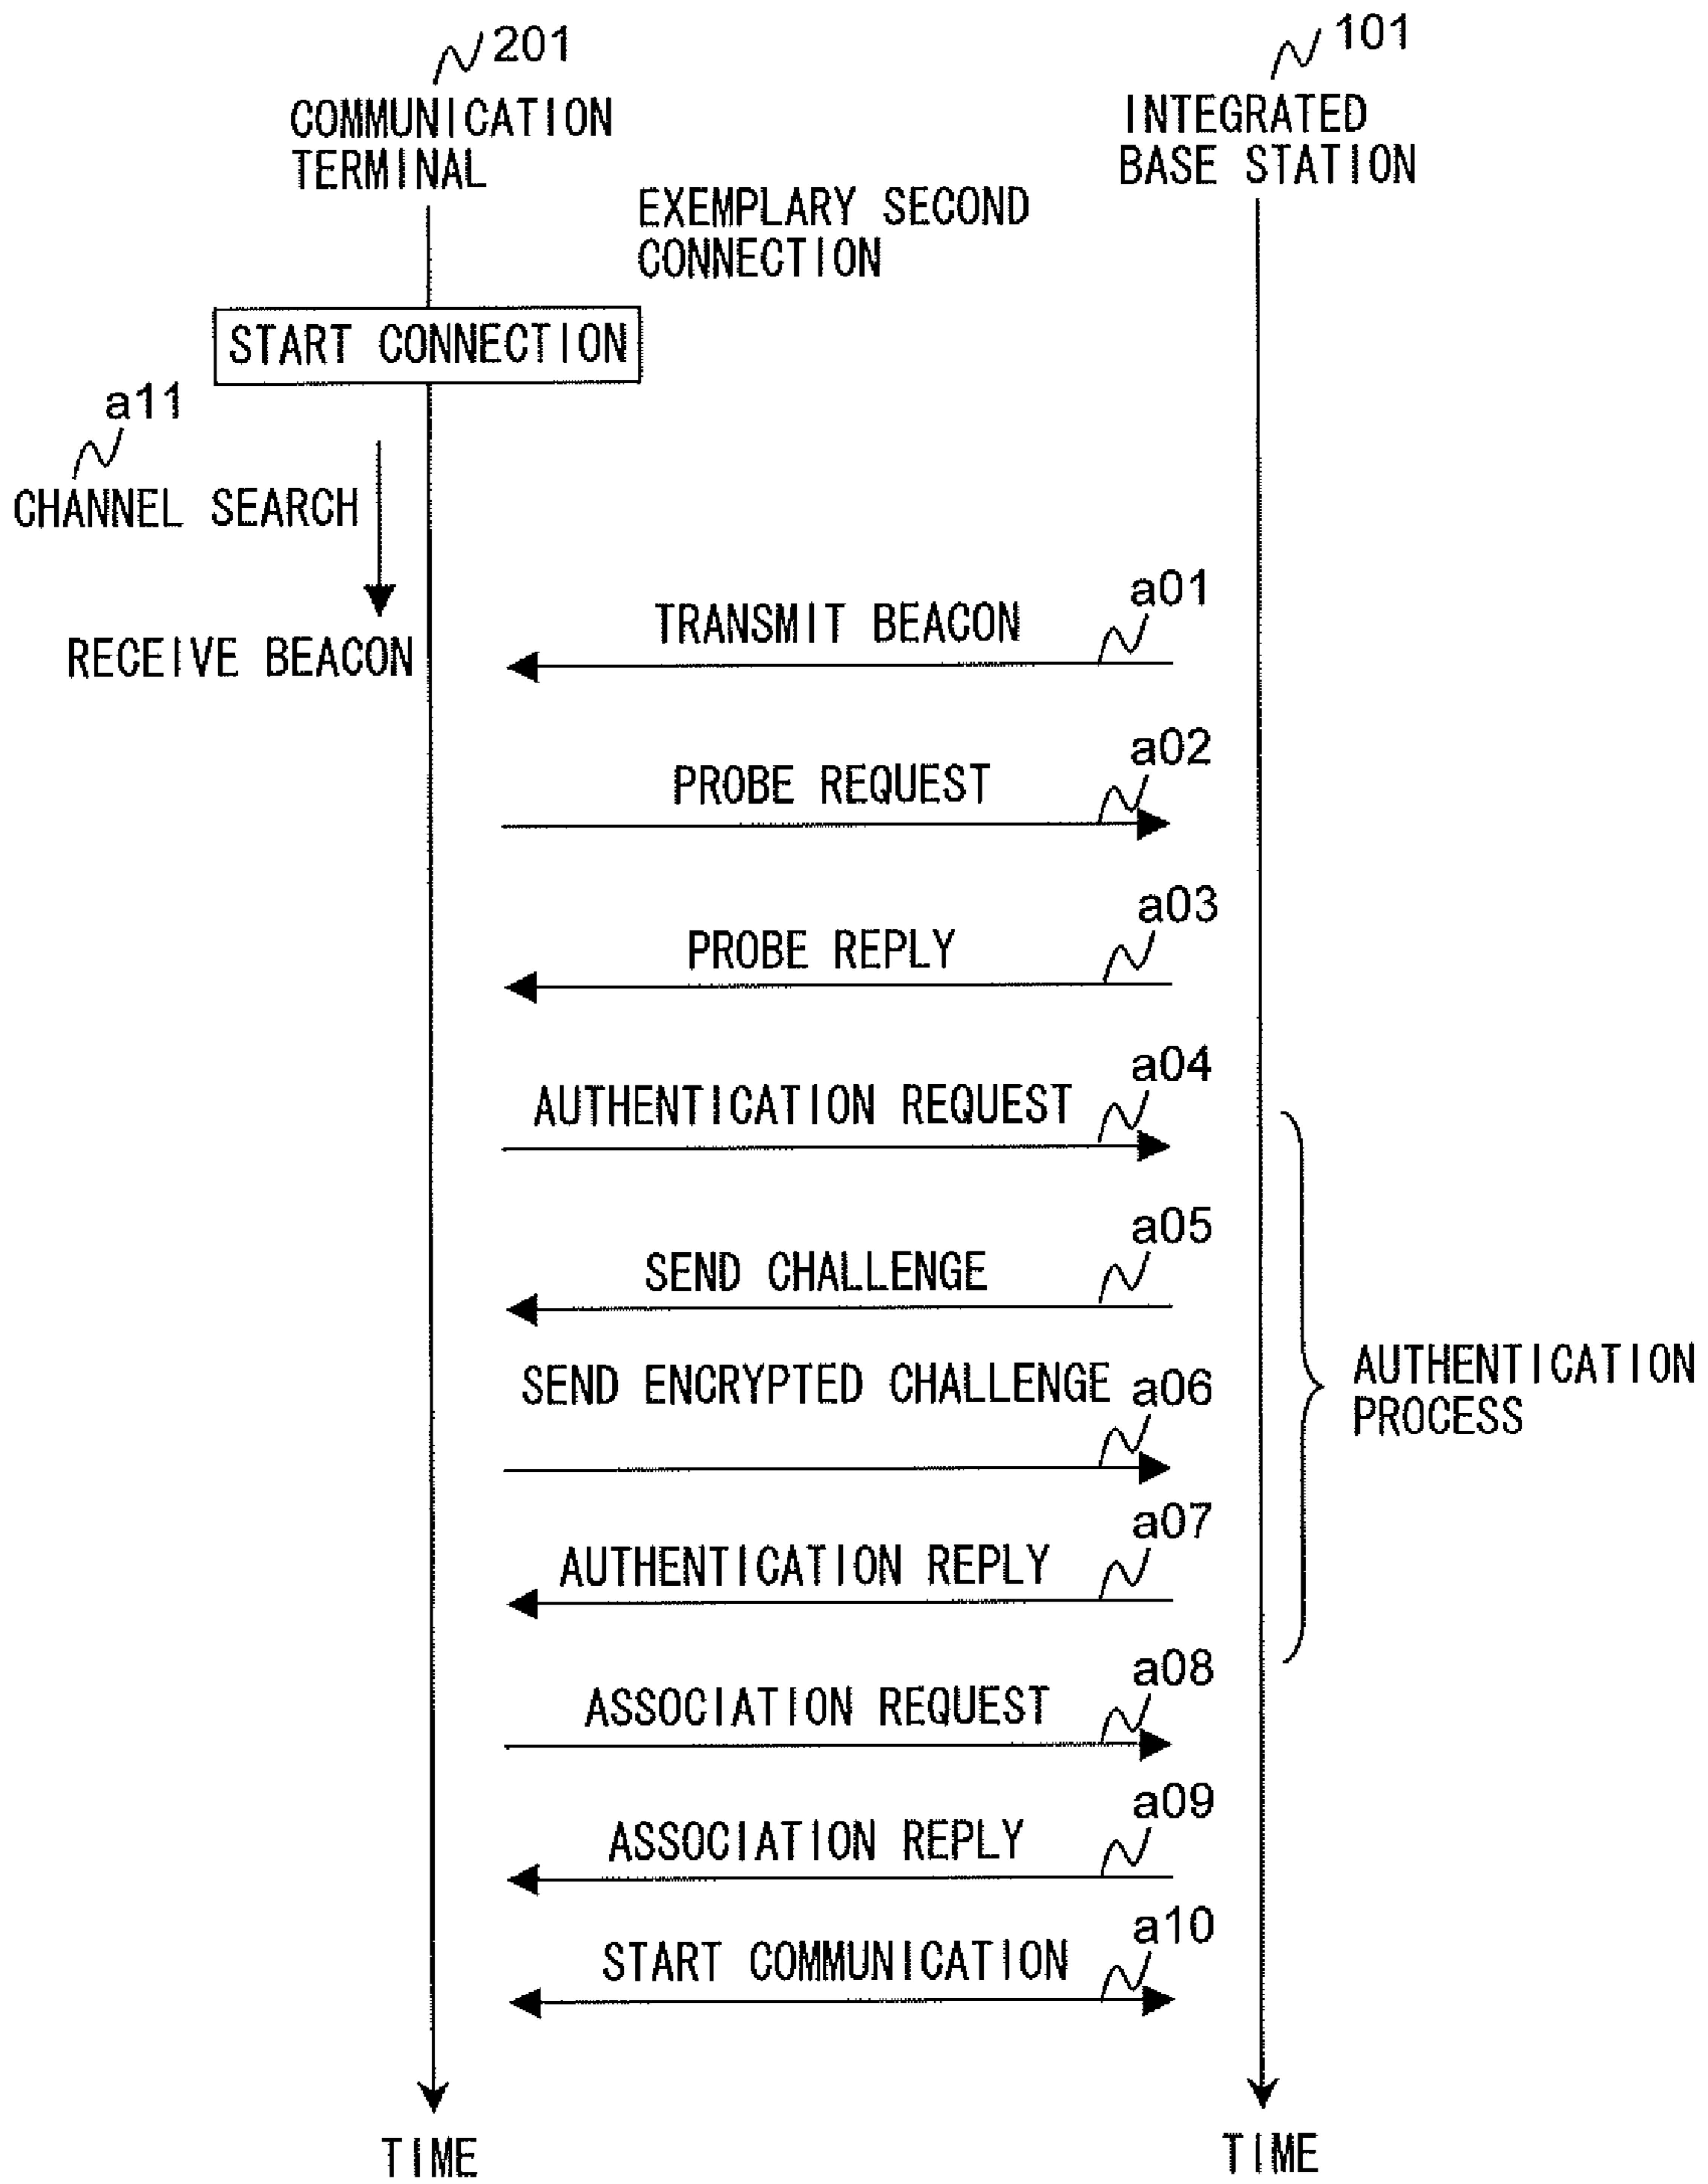 201
101
COMMUNICATION
TERMINAL
INTEGRATED
BASE STATION
EXEMPLARY SECOND
CONNECTION
START CONNECTION
a11
CHANNEL SEARCH
a01
TRANSMIT BEACON
RECEIVE BEACON
a02
PROBE REQUEST
a03
PROBE REPLY
a04
AUTHENTICATION REQUEST
a05
SEND CHALLENGE
SEND ENCRYPTED CHALLENGE
a06
AUTHENTICATION
PROCESS
a07
AUTHENTICATION REPLY
a08
ASSOCIATION REQUEST
a09
ASSOCIATION REPLY
a10
START COMMUNICATION
TIME
TIME